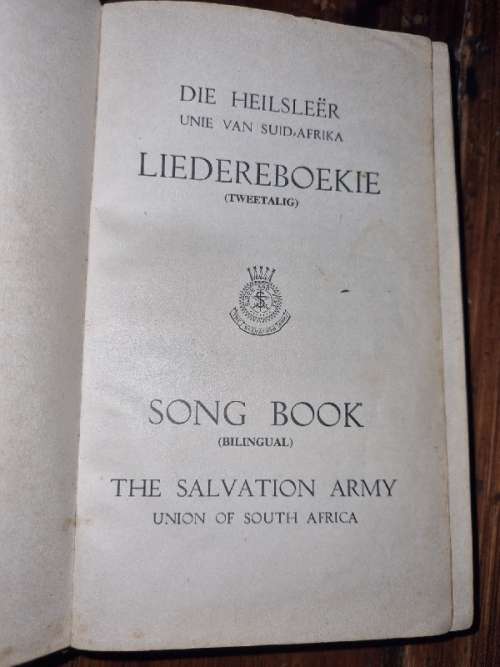 DIE HEILSLEËR
UNIE VAN SUID-AFRIKA
LIEDEREBOEKIE
(TWEETALIG)
SONG BOOK
(BILINGUAL)
THE SALVATION ARMY
UNION OF SOUTH AFRICA